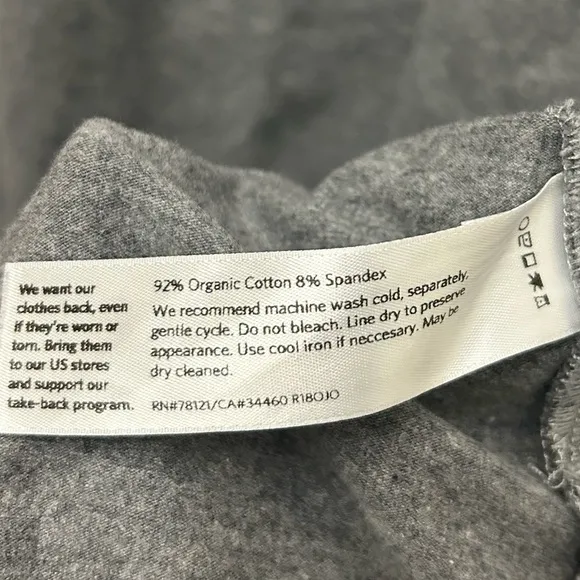 We want our
clothes back, even
if they're worn or
torn. Bring them
to our US stores
and support our
take-back program.
92% Organic Cotton 8% Spandex
We recommend machine wash cold, separately,
gentle cycle. Do not bleach. Line dry to preserve
appearance. Use cool iron if neccesary. May be
dry cleaned.
RN#78121/CA#34460 R18OJO